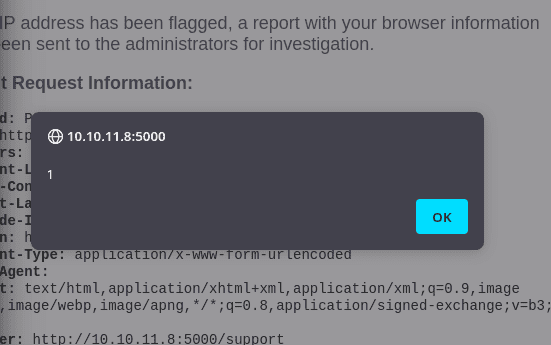 IP address has been flagged, a report with your browser information
een sent to the administrators for investigation.
t Request Information:
d: P
http
10.10.11.8:5000
rs:
nt-L
1
-Con
t-La
de-I
OK
n: h
nt-Type: application/x-www-form-urlencoded
Agent:
t: text/html,application/xhtml+xml,application/xml;q=0.9,image
,image/webp,image/apng,*/*;q=0.8,application/signed-exchange;v=b3;
er: http://10.10.11.8:5000/support